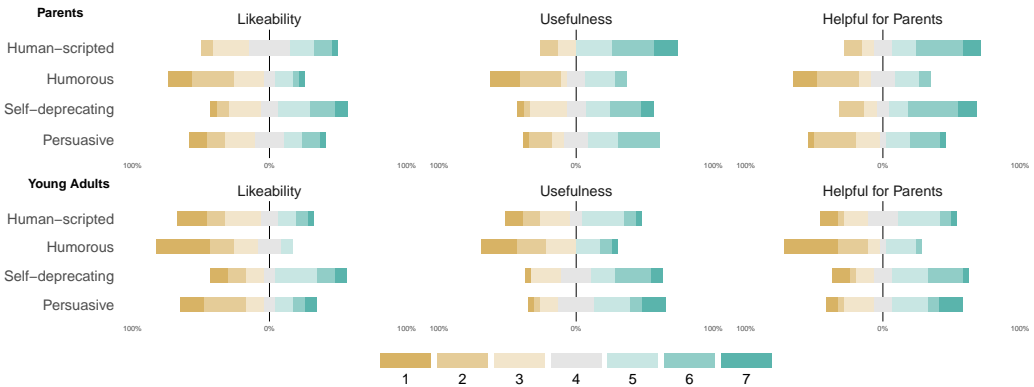 Parents
Likeability Usefulness Helpful for Parents
Human−scripted
Humorous
Self−deprecating
Persuasive
100% 0% 100% 100% 0% 100% 100% 0% 100%
Young Adults
Likeability Usefulness Helpful for Parents
Human−scripted
Humorous
Self−deprecating
Persuasive
100% 0% 100% 100% 0% 100% 100% 0% 100%
1 2 3 4 5 6 7